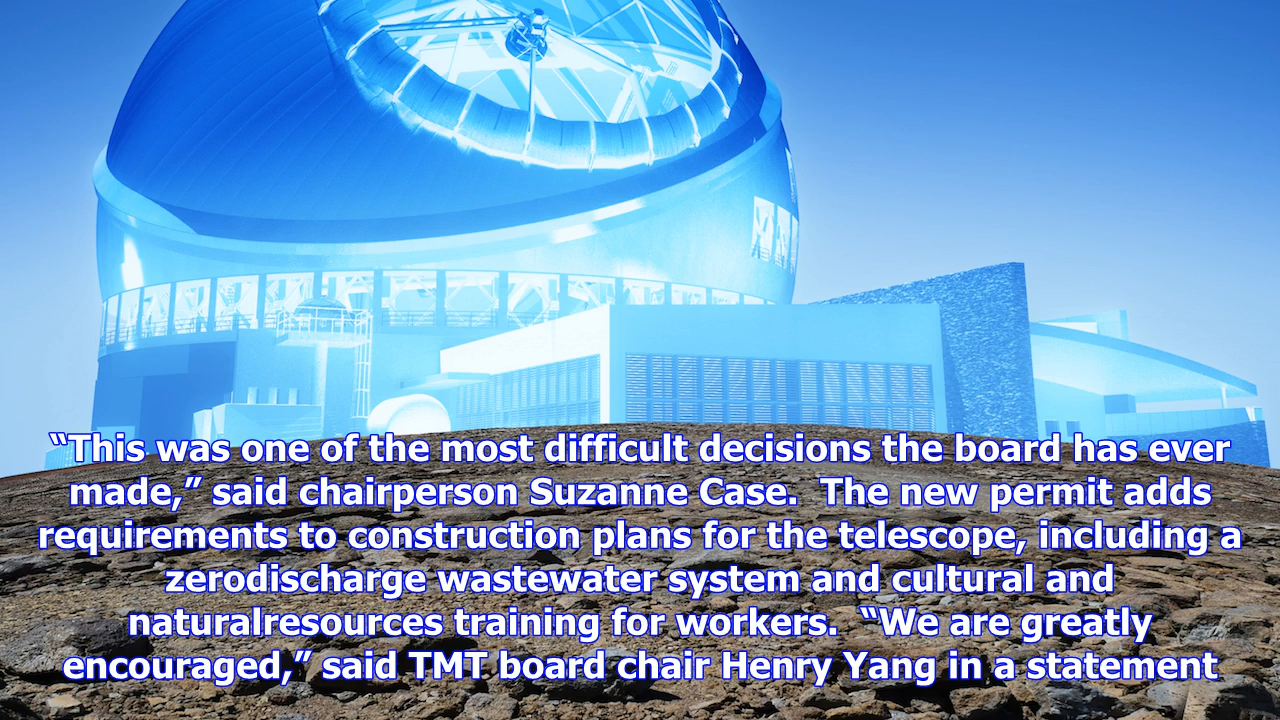 “This was one of the most difficult decisions the board has ever
made,” said chairperson Suzanne Case.  The new permit adds
requirements to construction plans for the telescope, including a
zerodischarge wastewater system and cultural and
naturalresources training for workers.  “We are greatly
encouraged,” said TMT board chair Henry Yang in a statement